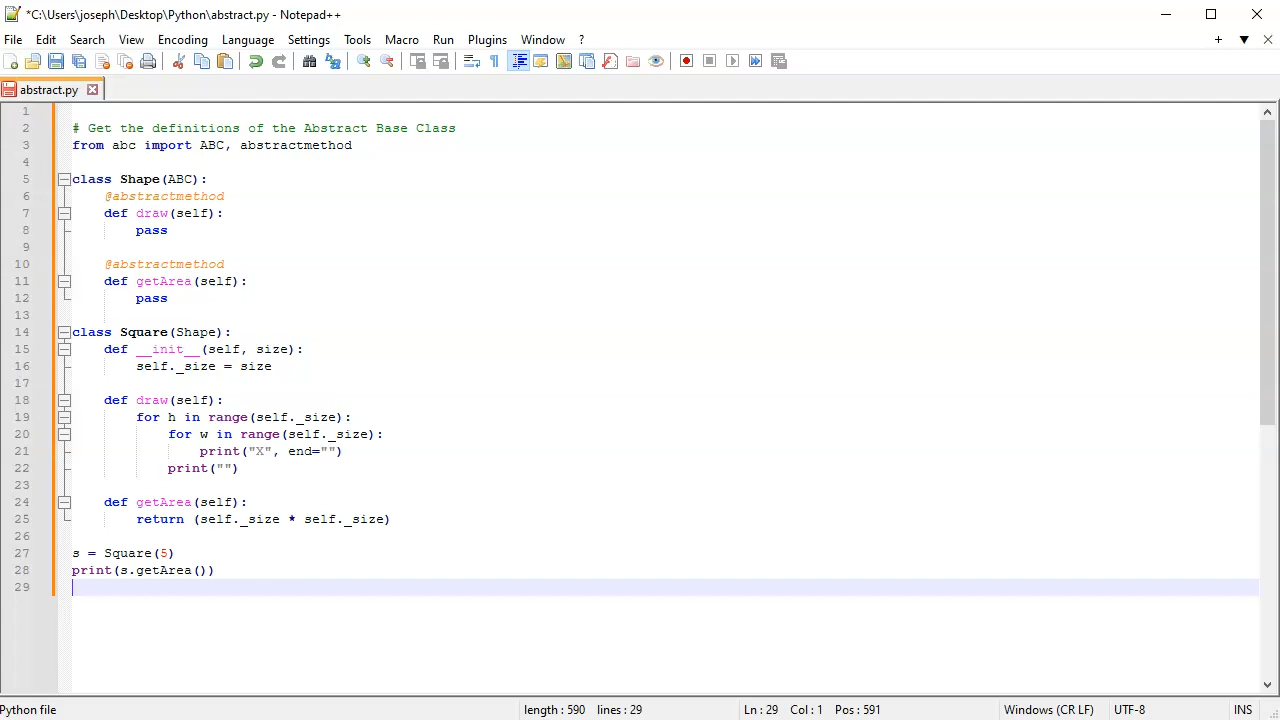 *C:\Users\joseph\Desktop\Python\abstract.py - Notepad++
File Edit Search View Encoding Language Settings Tools Macro Run Plugins Window ?
abstract.py
1
2 # Get the definitions of the Abstract Base Class
3 from abc import ABC, abstractmethod
4
5 class Shape(ABC):
6     @abstractmethod
7     def draw(self):
8         pass
9
10     @abstractmethod
11     def getArea(self):
12         pass
13
14 class Square(Shape):
15     def __init__(self, size):
16         self._size = size
17
18     def draw(self):
19         for h in range(self._size):
20             for w in range(self._size):
21                 print("X", end="")
22             print("")
23
24     def getArea(self):
25         return (self._size * self._size)
26
27 s = Square(5)
28 print(s.getArea())
29
Python file length : 590 lines : 29 Ln : 29 Col : 1 Pos : 591 Windows (CR LF) UTF-8 INS